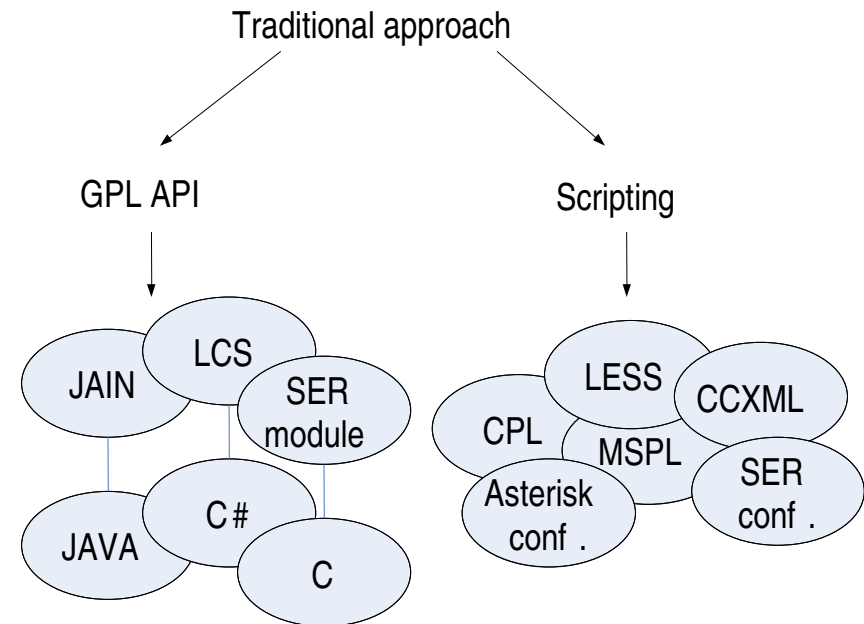 Traditional approach
GPL API
Scripting
JAIN
LCS
SER
module
JAVA
C#
C
LESS
CCXML
CPL
MSPL
Asterisk
conf .
SER
conf .